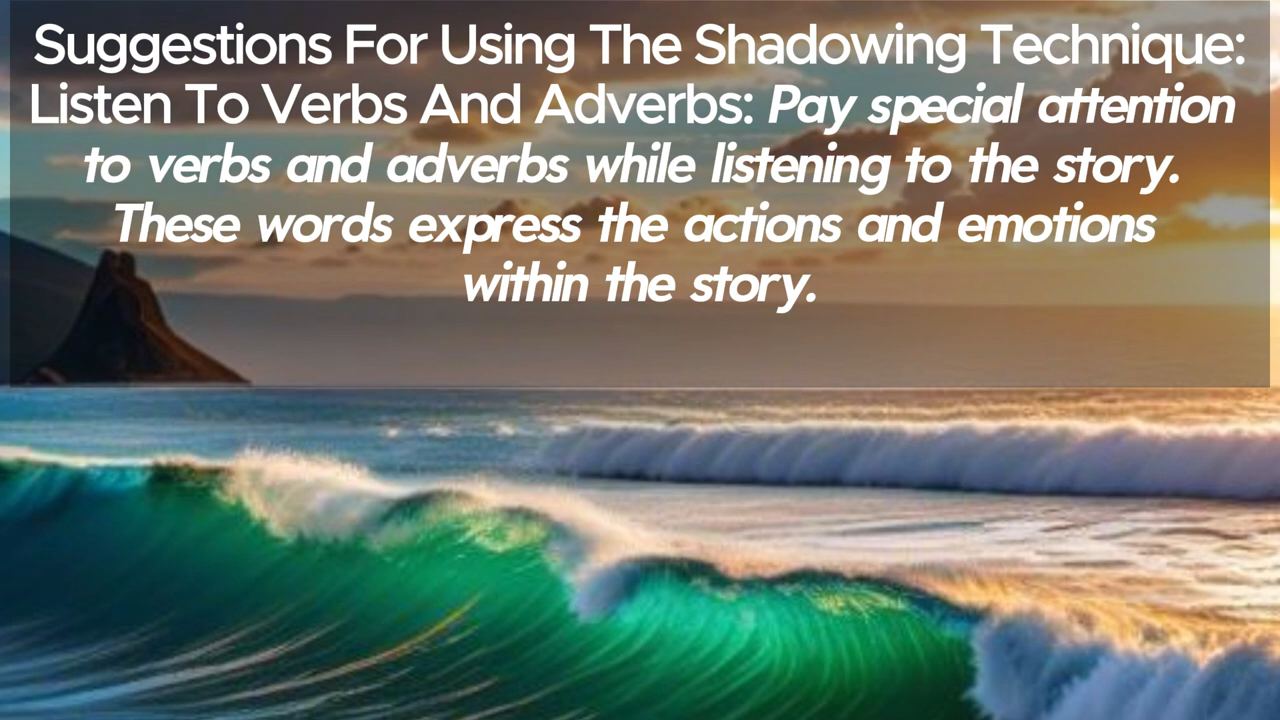 Suggestions For Using The Shadowing Technique:
Listen To Verbs And Adverbs: Pay special attention
to verbs and adverbs while listening to the story.
These words express the actions and emotions
within the story.